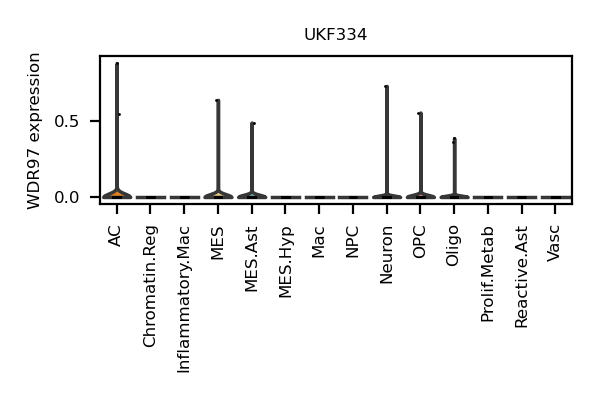 UKF334
WDR97 expression
0.5
0.0
AC
Chromatin.Reg
Inflammatory.Mac
MES
MES.Ast
MES.Hyp
Mac
NPC
Neuron
OPC
Oligo
Prolif.Metab
Reactive.Ast
Vasc